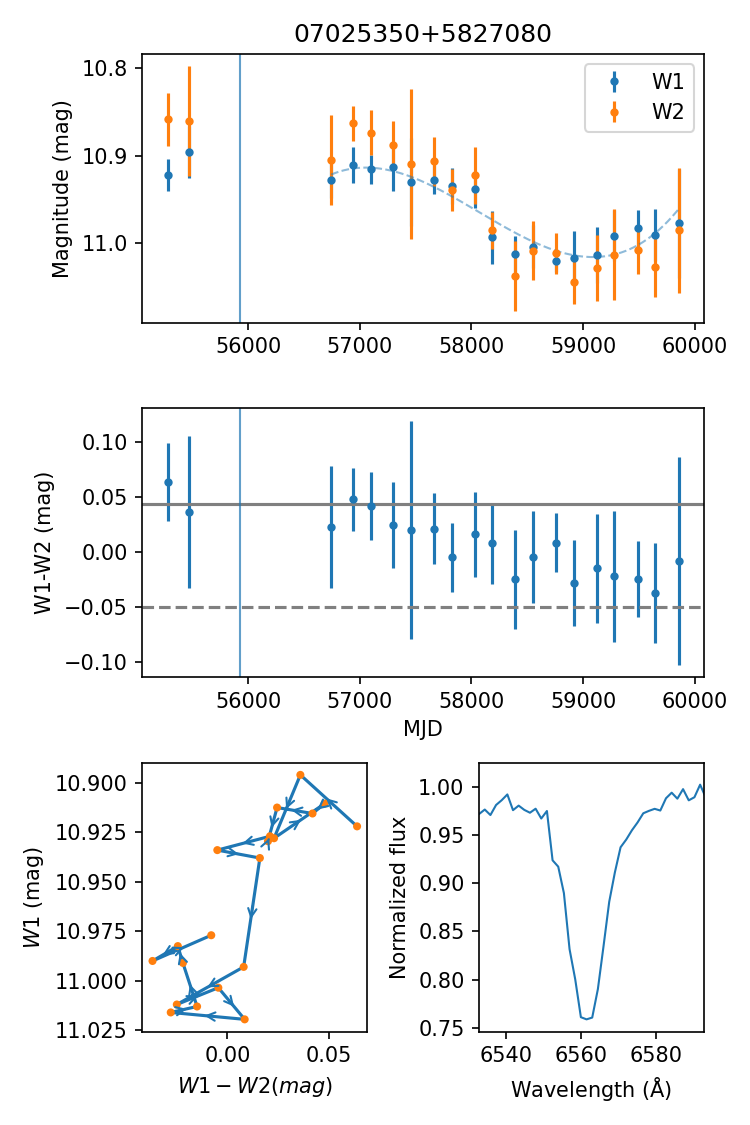 07025350+5827080
W1
W2
10.8
10.9
11.0
Magnitude (mag)
56000 57000 58000 59000 60000
0.10
0.05
0.00
−0.05
−0.10
W1-W2 (mag)
56000 57000 58000 59000 60000
MJD
10.900
10.925
10.950
10.975
11.000
11.025
W1 (mag)
0.00 0.05
W1 − W2(mag)
1.00
0.95
0.90
0.85
0.80
0.75
Normalized flux
6540 6560 6580
Wavelength (Å)